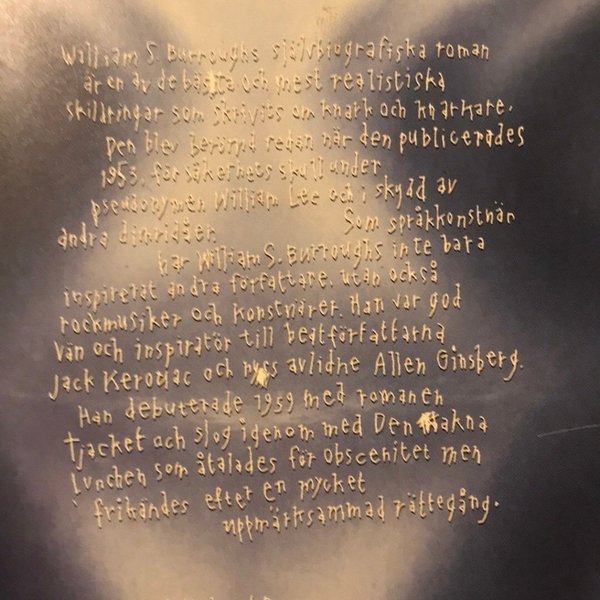 William S. Burroughs självbiografiska roman
är en av de bästa och mest realistiska
skildringar som skrivits om knark och knarkare.
Den blev berömd redan när den publicerades
1953, för säkerhets skull under
pseudonymen William Lee och i skydd av
andra dimridåer. Som språkkonstnär
har William S. Burroughs inte bara
inspirerat andra författare, utan också
rockmusiker och konstnärer. Han var god
vän och inspiratör till beatförfattarna
Jack Kerouac och nyss avlidne Allen Ginsberg.
Han debuterade 1959 med romanen
Tjacket och slog igenom med Den nakna
lunchen som åtalades för obscenitet men
frikändes efter en mycket
uppmärksammad rättegång.